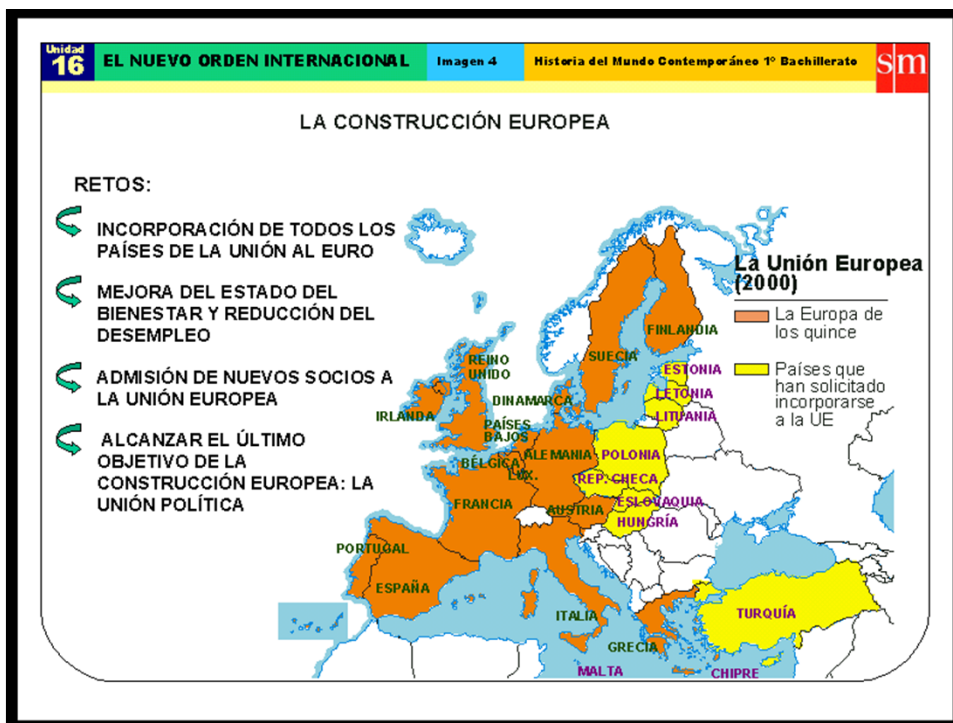 Unidad
16
EL NUEVO ORDEN INTERNACIONAL
Imagen 4
Historia del Mundo Contemporáneo 1º Bachillerato
sm
LA CONSTRUCCIÓN EUROPEA
RETOS:
INCORPORACIÓN DE TODOS LOS
PAÍSES DE LA UNIÓN AL EURO
MEJORA DEL ESTADO DEL
BIENESTAR Y REDUCCIÓN DEL
DESEMPLEO
ADMISIÓN DE NUEVOS SOCIOS A
LA UNIÓN EUROPEA
ALCANZAR EL ÚLTIMO
OBJETIVO DE LA
CONSTRUCCIÓN EUROPEA: LA
UNIÓN POLÍTICA
La Unión Europea
(2000)
La Europa de
los quince
Países que
han solicitado
incorporarse
a la UE
FINLANDIA
SUECIA
ESTONIA
LETONIA
LITUANIA
REINO
UNIDO
DINAMARCA
IRLANDA
PAÍSES
BAJOS
BÉLGICA
LUX.
ALEMANIA
POLONIA
REP. CHECA
ESLOVAQUIA
FRANCIA
AUSTRIA
HUNGRÍA
PORTUGAL
ESPAÑA
ITALIA
GRECIA
TURQUÍA
MALTA
CHIPRE